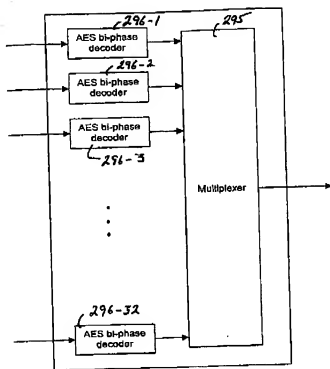 296-1
295
AES bi-phase
decoder
296-2
AES bi-phase
decoder
AES bi-phase
decoder
296-3
Multiplexer
296-32
AES bi-phase
decoder